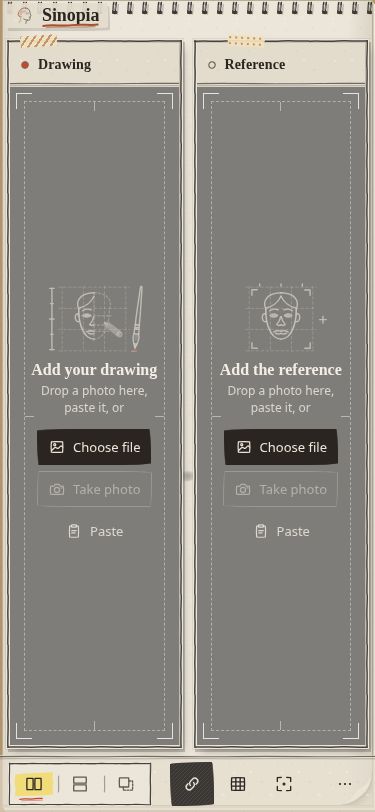 Sinopia
Drawing
Add your drawing
Drop a photo here,
paste it, or
Choose file
Take photo
Paste
Reference
Add the reference
Drop a photo here,
paste it, or
Choose file
Take photo
Paste